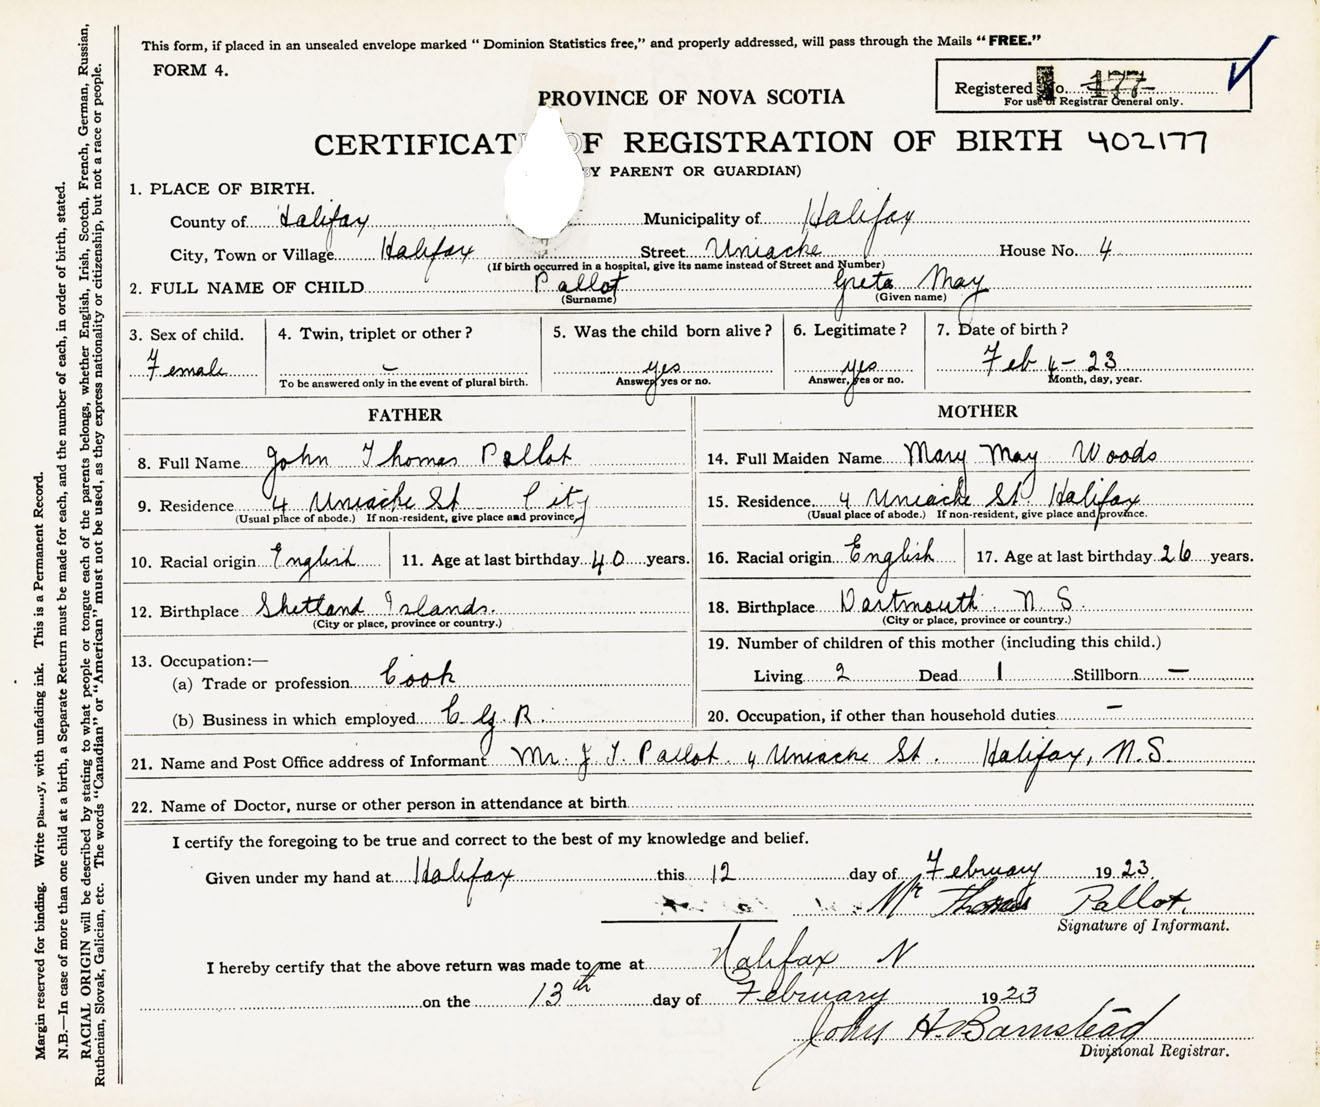 This form, if placed in an unsealed envelope marked "Dominion Statistics free," and properly addressed, will pass through the Mails "FREE."
FORM 4.
Registered o. 177
For use of Registrar General only.
PROVINCE OF NOVA SCOTIA
CERTIFICAT OF REGISTRATION OF BIRTH 402177
Y PARENT OR GUARDIAN)
1. PLACE OF BIRTH.
County of Halifax Municipality of Halifax
City, Town or Village Halifax Street Uniacke House No. 4
(If birth occurred in a hospital, give its name instead of Street and Number)
2. FULL NAME OF CHILD Pallot Greta May
(Surname) (Given name)
3. Sex of child. 4. Twin, triplet or other? 5. Was the child born alive? 6. Legitimate? 7. Date of birth?
Female – yes yes Feb 4 - 23
To be answered only in the event of plural birth. Answer yes or no. Answer, yes or no. Month, day, year.
FATHER
8. Full Name John Thomas Pallot
9. Residence 4 Uniacke St City
(Usual place of abode.) If non-resident, give place and province.
10. Racial origin English 11. Age at last birthday 40 years.
12. Birthplace Shetland Islands.
(City or place, province or country.)
13. Occupation:—
(a) Trade or profession Cook
(b) Business in which employed C G R.
MOTHER
14. Full Maiden Name Mary May Woods
15. Residence 4 Uniacke St. Halifax
(Usual place of abode.) If non-resident, give place and province.
16. Racial origin English 17. Age at last birthday 26 years.
18. Birthplace Dartmouth N. S.
(City or place, province or country.)
19. Number of children of this mother (including this child.)
Living 2 Dead 1 Stillborn –
20. Occupation, if other than household duties –
21. Name and Post Office address of Informant Mr. J. T. Pallot 4 Uniacke St. Halifax, N.S.
22. Name of Doctor, nurse or other person in attendance at birth
I certify the foregoing to be true and correct to the best of my knowledge and belief.
Given under my hand at Halifax this 12 day of February 1923.
Mr Thomas Pallot.
Signature of Informant.
I hereby certify that the above return was made to me at Halifax N
on the 13th day of February 1923
John H. Barnstead
Divisional Registrar.
Margin reserved for binding. Write plainly, with unfading ink. This is a Permanent Record.
N.B.—In case of more than one child at a birth, a Separate Return must be made for each, and the number of each, in order of birth, stated.
RACIAL ORIGIN will be described by stating to what people or tongue each of the parents belongs, whether English, Irish, Scotch, French, German, Russian,
Ruthenian, Slovak, Galician, etc. The words "Canadian" or "American" must not be used, as they express nationality or citizenship, but not a race or people.